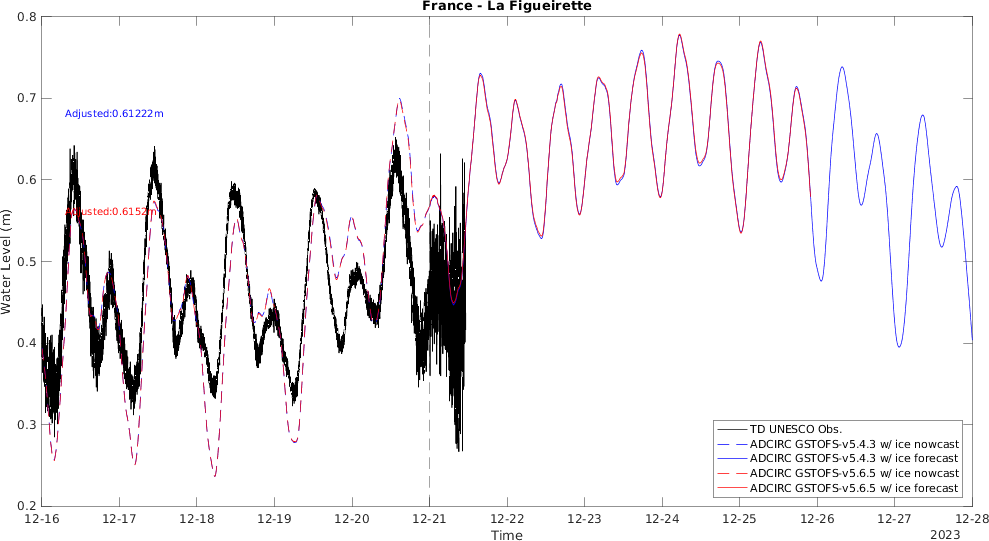 France - La Figueirette
0.8
0.7
0.6
0.5
0.4
0.3
0.2
Water Level (m)
Adjusted:0.61222m
Adjusted:0.6152m
TD UNESCO Obs.
ADCIRC GSTOFS-v5.4.3 w/ ice nowcast
ADCIRC GSTOFS-v5.4.3 w/ ice forecast
ADCIRC GSTOFS-v5.6.5 w/ ice nowcast
ADCIRC GSTOFS-v5.6.5 w/ ice forecast
12-16 12-17 12-18 12-19 12-20 12-21 12-22 12-23 12-24 12-25 12-26 12-27 12-28
Time
2023